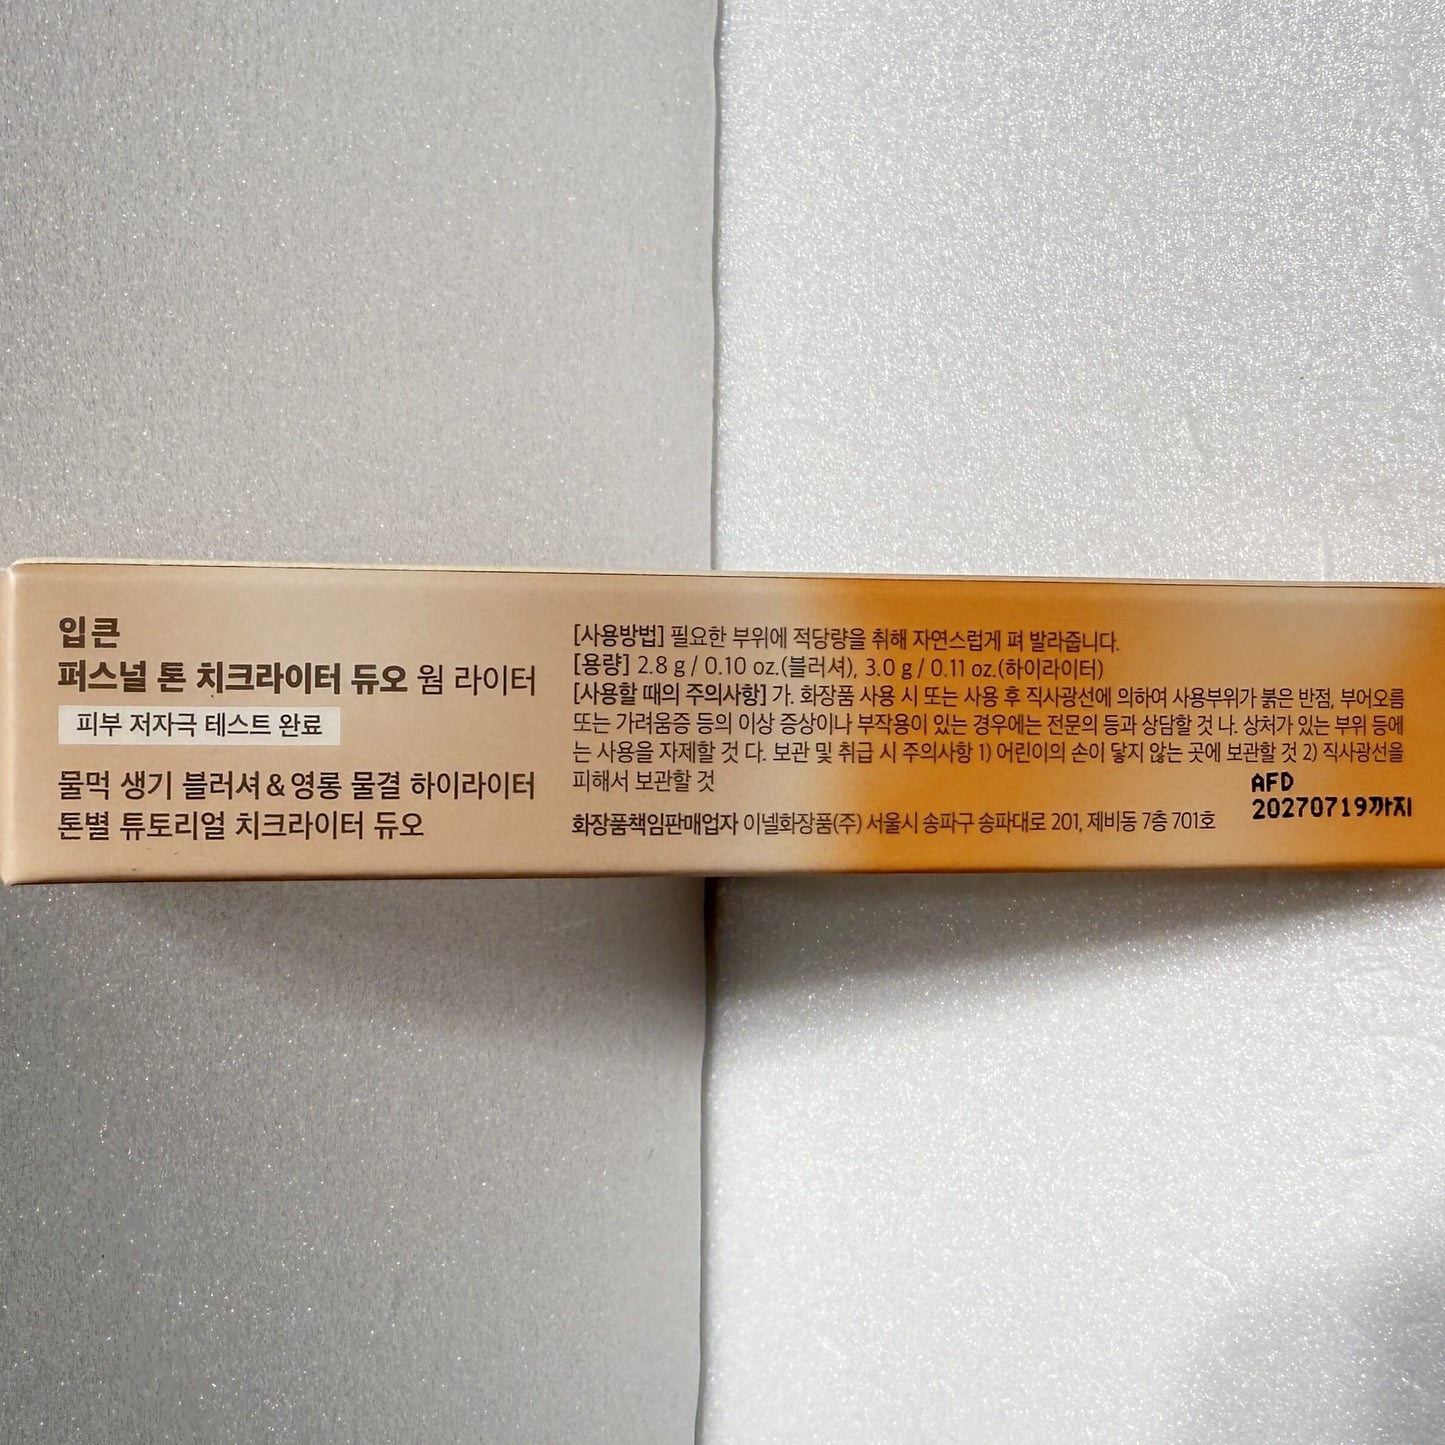 입큰
퍼스널 톤 치크라이터 듀오 웜 라이터
피부 저자극 테스트 완료
물먹 생기 블러셔&영롱 물결 하이라이터
톤별 튜토리얼 치크라이터 듀오
[사용방법] 필요한 부위에 적당량을 취해 자연스럽게 펴 발라줍니다.
[용량] 2.8 g / 0.10 oz.(블러셔), 3.0 g / 0.11 oz.(하이라이터)
[사용할 때의 주의사항] 가. 화장품 사용 시 또는 사용 후 직사광선에 의하여 사용부위가 붉은 반점, 부어오름
또는 가려움증 등의 이상 증상이나 부작용이 있는 경우에는 전문의 등과 상담할 것 나. 상처가 있는 부위 등에
는 사용을 자제할 것 다. 보관 및 취급 시 주의사항 1) 어린이의 손이 닿지 않는 곳에 보관할 것 2) 직사광선을
피해서 보관할 것
화장품책임판매업자 이넬화장품(주) 서울시 송파구 송파대로 201, 제비동 7층 701호
AFD
20270719까지